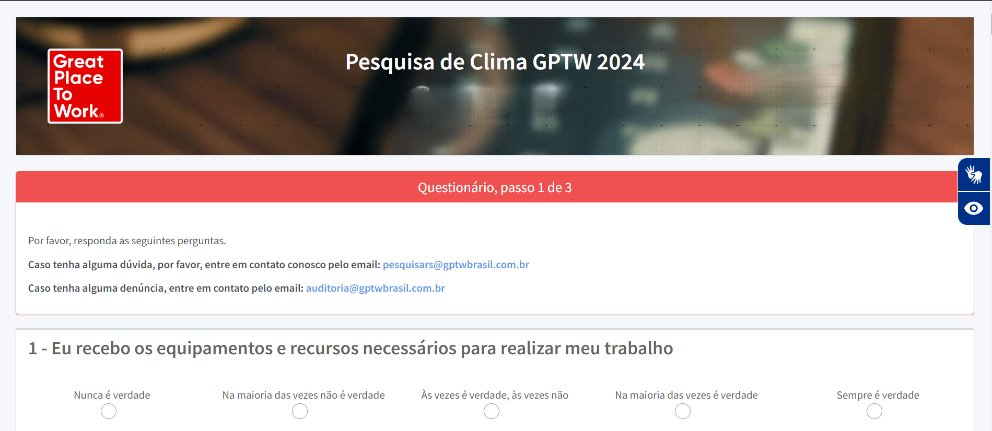 Great
Place
To
Work®
Pesquisa de Clima GPTW 2024
Questionário, passo 1 de 3
Por favor, responda as seguintes perguntas.
Caso tenha alguma dúvida, por favor, entre em contato conosco pelo email: pesquisars@gptwbrasil.com.br
Caso tenha alguma denúncia, entre em contato pelo email: auditoria@gptwbrasil.com.br
1 - Eu recebo os equipamentos e recursos necessários para realizar meu trabalho
Nunca é verdade Na maioria das vezes não é verdade Às vezes é verdade, às vezes não Na maioria das vezes é verdade Sempre é verdade